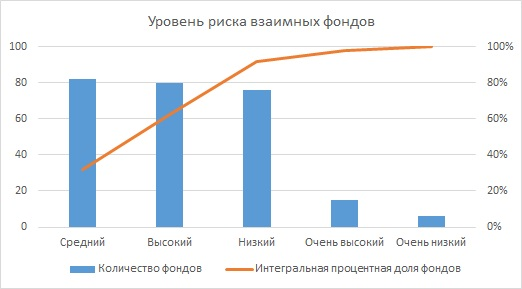 Уровень риска взаимных фондов
100
80
60
40
20
0
100%
80%
60%
40%
20%
0%
Средний
Высокий
Низкий
Очень высокий
Очень низкий
Количество фондов
Интегральная процентная доля фондов